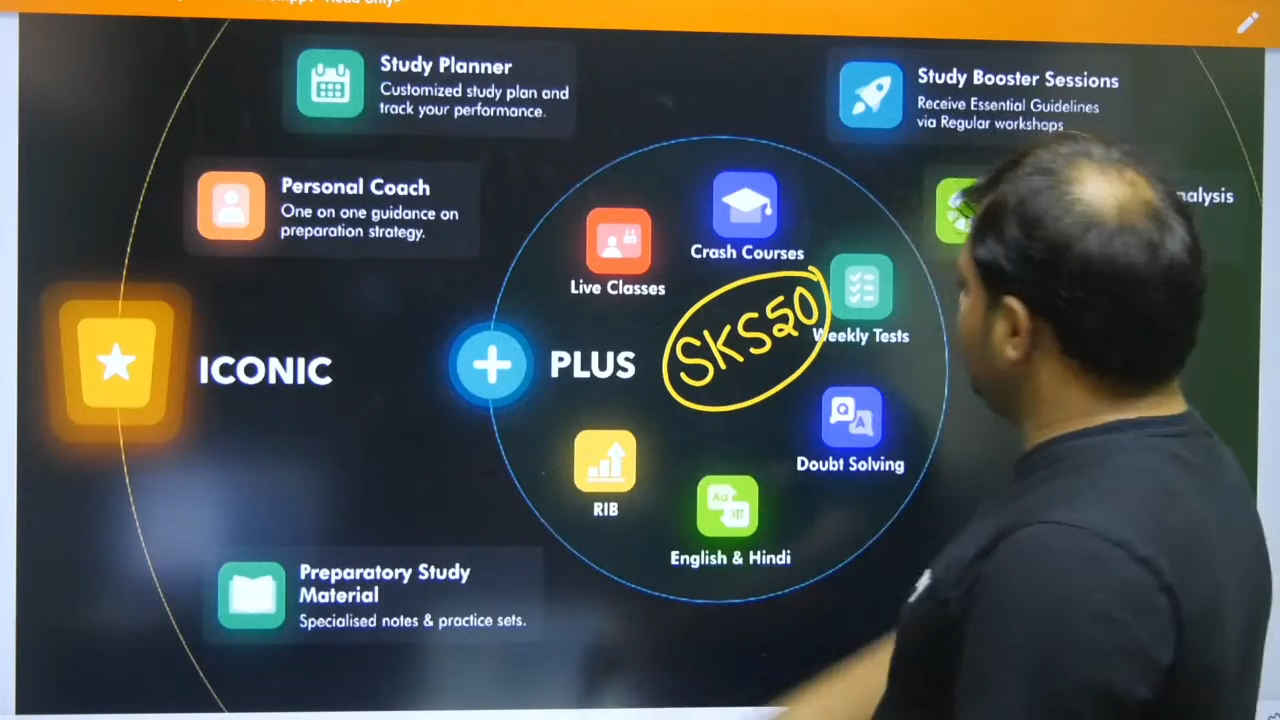 Study Planner
Customized study plan and
track your performance.
Study Booster Sessions
Receive Essential Guidelines
via Regular workshops
Personal Coach
One on one guidance on
preparation strategy.
nalysis
Crash Courses
Live Classes
Weekly Tests
SKS50
ICONIC
PLUS
Q
A
Doubt Solving
RIB
Aa
अ
English & Hindi
Preparatory Study
Material
Specialised notes & practice sets.